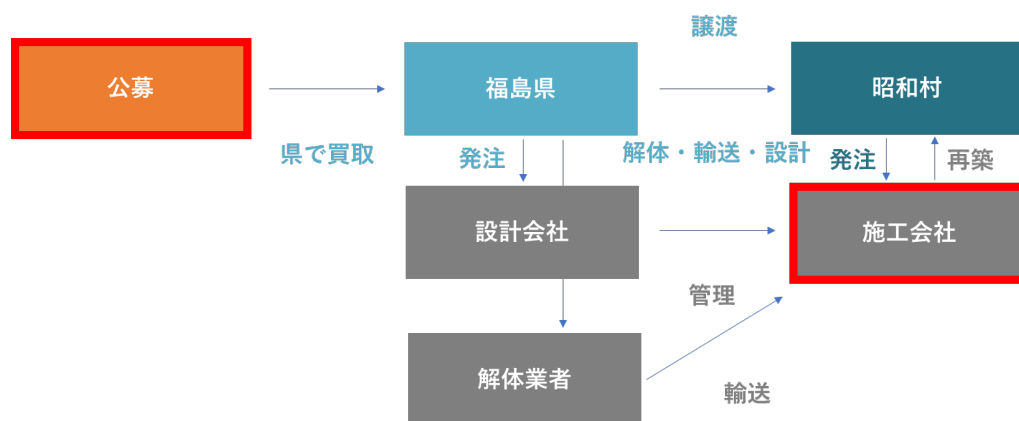 譲渡
公募
福島県
昭和村
県で買取
発注
解体・輸送・設計
発注
再築
設計会社
施工会社
管理
解体業者
輸送